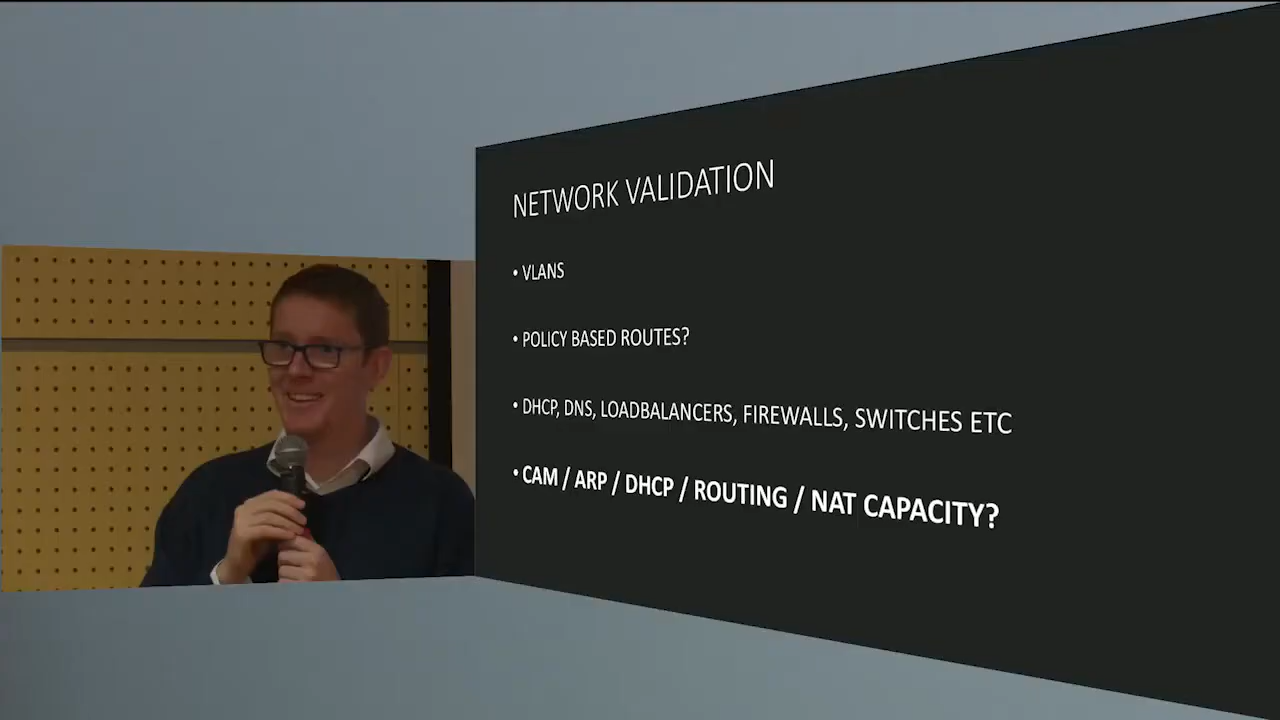 NETWORK VALIDATION
• VLANS
• POLICY BASED ROUTES?
• DHCP, DNS, LOADBALANCERS, FIREWALLS, SWITCHES ETC
• CAM / ARP / DHCP / ROUTING / NAT CAPACITY?